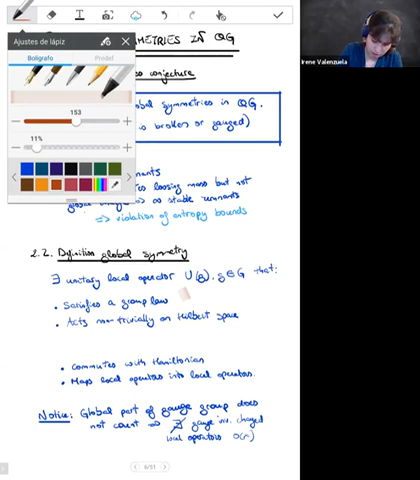 METRIES IN QG
Irene Valenzuela
Ajustes de lápiz
conjecture
Bolígrafo Predef
bal symmetries in QG.
153
is broken or gauged)
11%
nants
loosing mass but not
stable remnants
⇒ violation of entropy bounds
2.2. Definition global symmetry
∃ unitary local operator U(g), g ∈ G that:
• Satisfies a group law
• Acts non-trivially on Hilbert space
• Commutes with Hamiltonian
• Maps local operators into local operators.
Notice: Global part of gauge group does
not count ⇒ ∄ gauge inv. charged
local operators O(x)
6/51